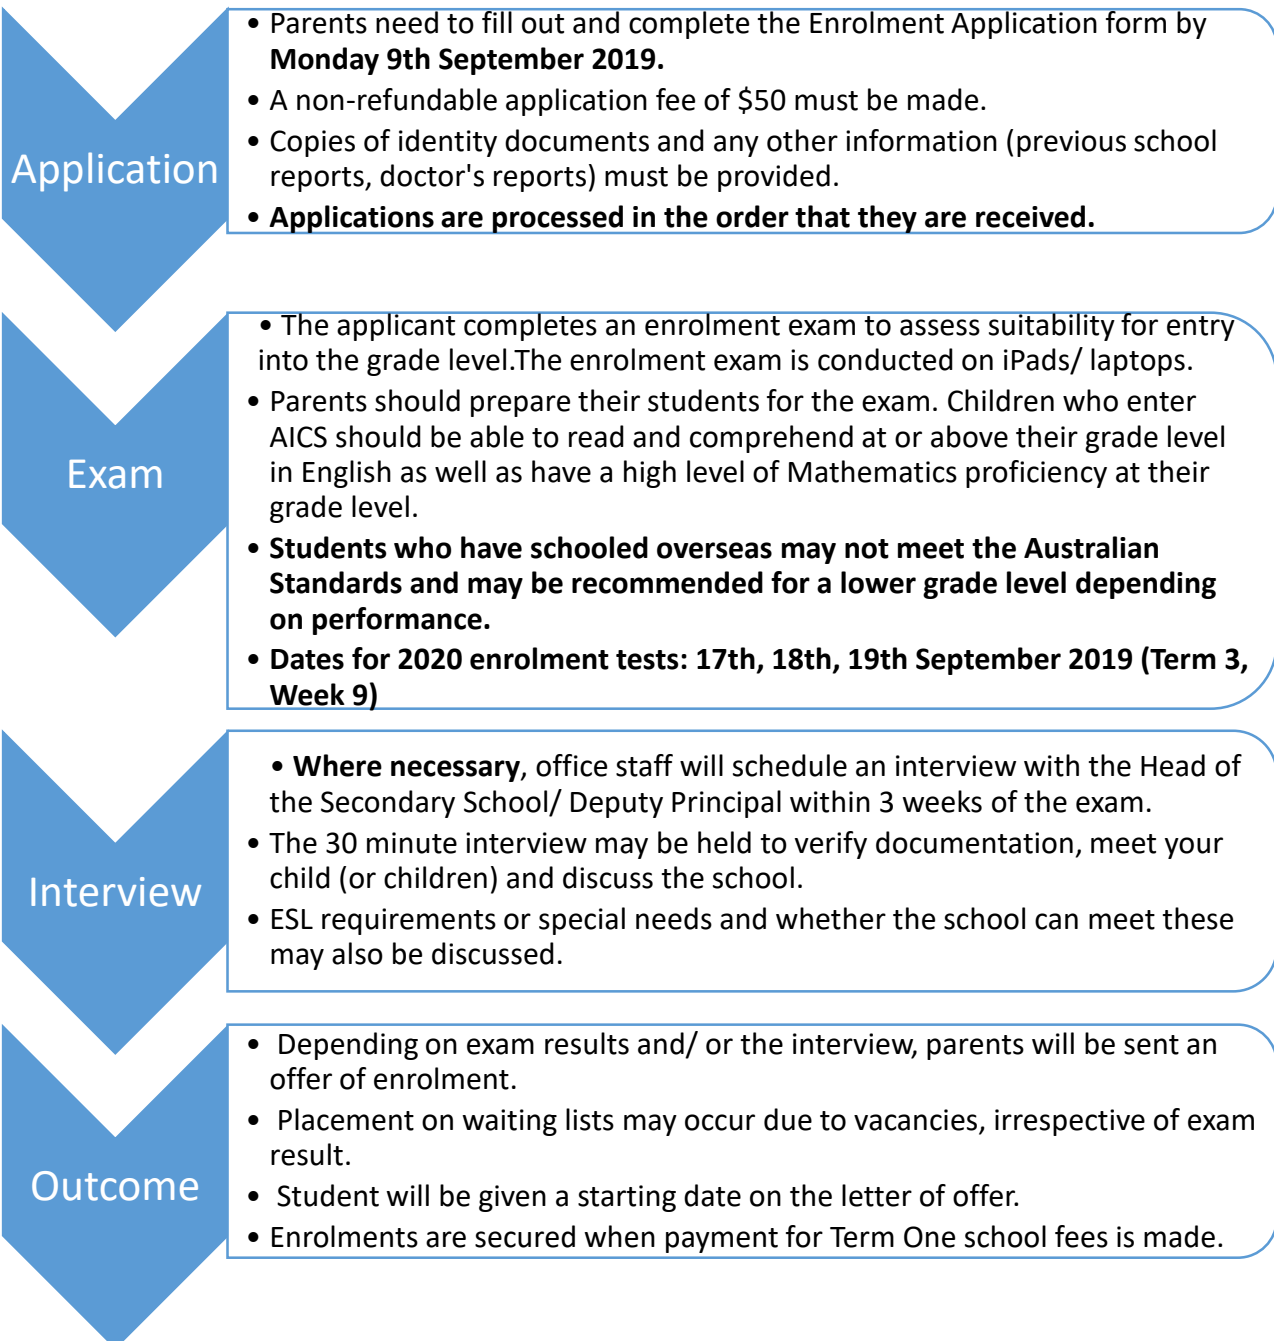 Application
• Parents need to fill out and complete the Enrolment Application form by
Monday 9th September 2019.
• A non-refundable application fee of $50 must be made.
• Copies of identity documents and any other information (previous school
reports, doctor's reports) must be provided.
• Applications are processed in the order that they are received.
Exam
• The applicant completes an enrolment exam to assess suitability for entry
into the grade level.The enrolment exam is conducted on iPads/ laptops.
• Parents should prepare their students for the exam. Children who enter
AICS should be able to read and comprehend at or above their grade level
in English as well as have a high level of Mathematics proficiency at their
grade level.
• Students who have schooled overseas may not meet the Australian
Standards and may be recommended for a lower grade level depending
on performance.
• Dates for 2020 enrolment tests: 17th, 18th, 19th September 2019 (Term 3,
Week 9)
Interview
• Where necessary, office staff will schedule an interview with the Head of
the Secondary School/ Deputy Principal within 3 weeks of the exam.
• The 30 minute interview may be held to verify documentation, meet your
child (or children) and discuss the school.
• ESL requirements or special needs and whether the school can meet these
may also be discussed.
Outcome
• Depending on exam results and/ or the interview, parents will be sent an
offer of enrolment.
• Placement on waiting lists may occur due to vacancies, irrespective of exam
result.
• Student will be given a starting date on the letter of offer.
• Enrolments are secured when payment for Term One school fees is made.